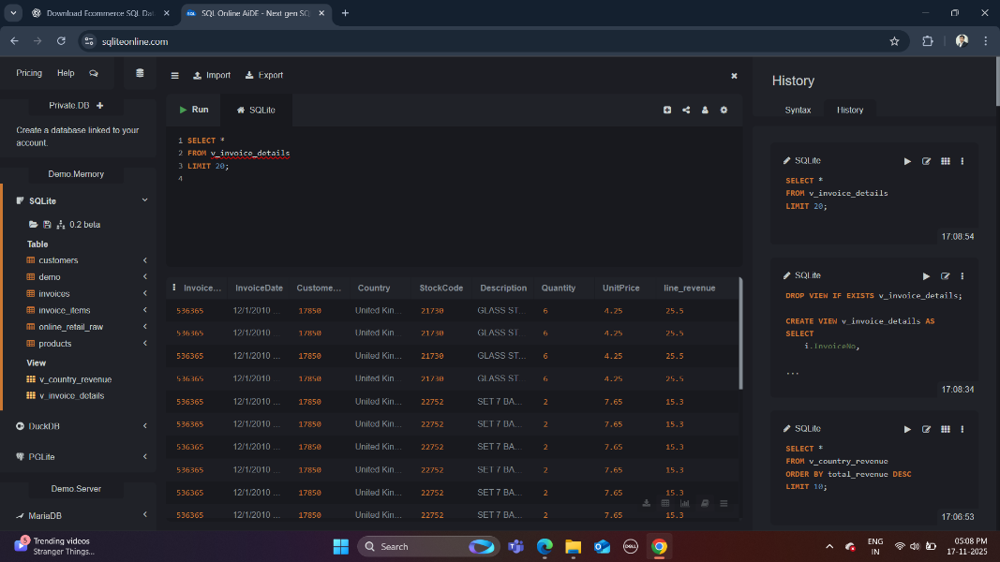 Download Ecommerce SQL Dat
SQL Online AiDE - Next gen SQ
sqliteonline.com
Pricing
Help
Import
Export
Private.DB
Create a database linked to your
account.
Demo.Memory
SQLite
0.2 beta
Table
customers
demo
invoices
invoice_items
online_retail_raw
products
View
v_country_revenue
v_invoice_details
DuckDB
PGLite
Demo.Server
MariaDB
Run
SQLite
1 SELECT *
2 FROM v_invoice_details
3 LIMIT 20;
4
Invoice... InvoiceDate Custome... Country StockCode Description Quantity UnitPrice line_revenue
536365 12/1/2010 ... 17850 United Kin... 21730 GLASS ST... 6 4.25 25.5
536365 12/1/2010 ... 17850 United Kin... 21730 GLASS ST... 6 4.25 25.5
536365 12/1/2010 ... 17850 United Kin... 21730 GLASS ST... 6 4.25 25.5
536365 12/1/2010 ... 17850 United Kin... 21730 GLASS ST... 6 4.25 25.5
536365 12/1/2010 ... 17850 United Kin... 22752 SET 7 BA... 2 7.65 15.3
536365 12/1/2010 ... 17850 United Kin... 22752 SET 7 BA... 2 7.65 15.3
536365 12/1/2010 ... 17850 United Kin... 22752 SET 7 BA... 2 7.65 15.3
536365 12/1/2010 ... 17850 United Kin... 22752 SET 7 BA... 2 7.65 15.3
536365 12/1/2010 ... 17850 United Kin... 22752 SET 7 BA... 2 7.65 15.3
536365 12/1/2010 ... 17850 United Kin... 22752 SET 7 BA... 2 7.65 15.3
History
Syntax
History
SQLite
SELECT *
FROM v_invoice_details
LIMIT 20;
17:08:54
SQLite
DROP VIEW IF EXISTS v_invoice_details;
CREATE VIEW v_invoice_details AS
SELECT
i.InvoiceNo,
...
17:08:34
SQLite
SELECT *
FROM v_country_revenue
ORDER BY total_revenue DESC
LIMIT 10;
17:06:53
5
Trending videos
Stranger Things...
Search
DELL
ENG
IN
05:08 PM
17-11-2025